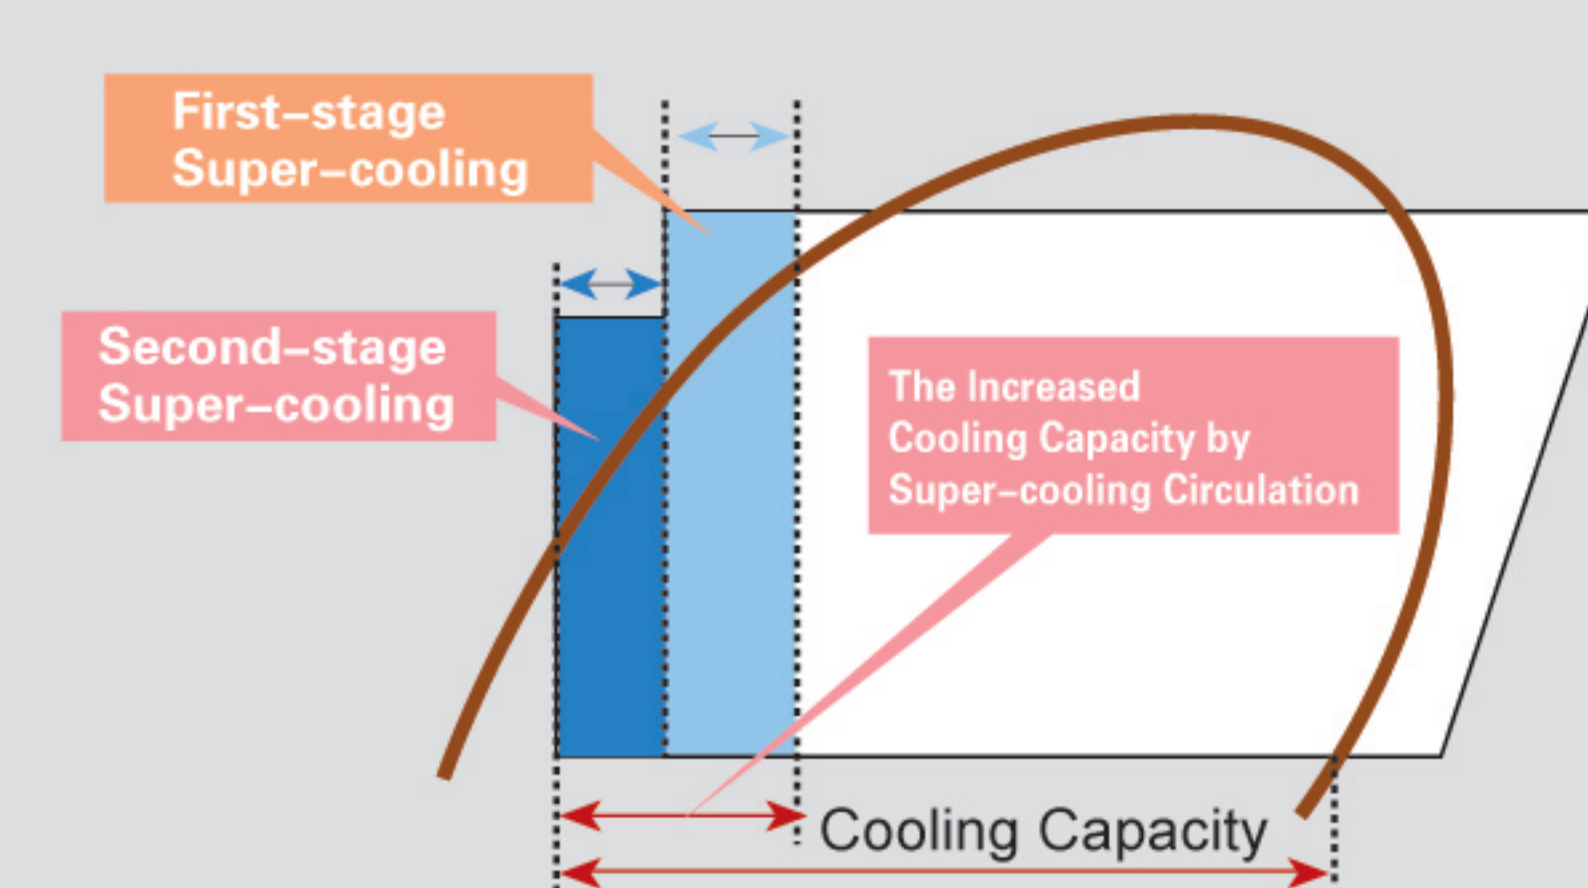 First–stage
Super–cooling
Second–stage
Super–cooling
The Increased
Cooling Capacity by
Super–cooling Circulation
Cooling Capacity